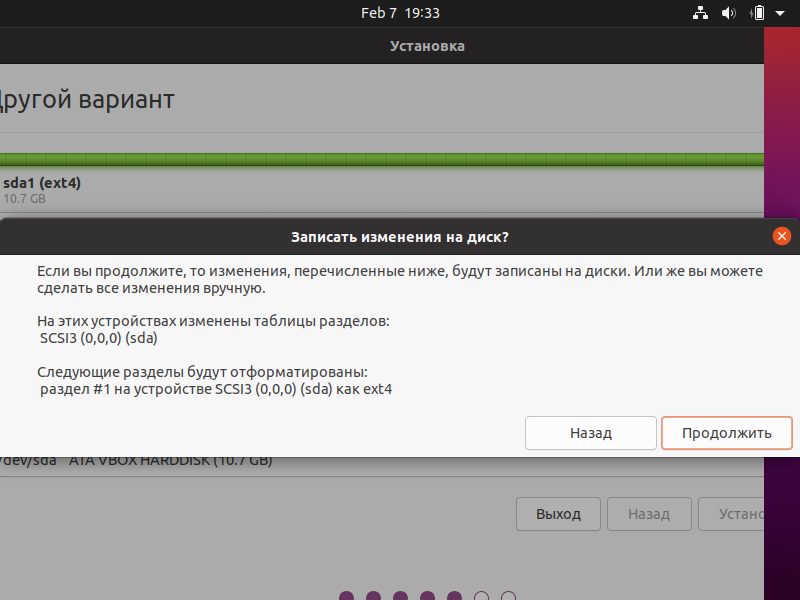 Feb 7 19:33
Установка
Другой вариант
sda1 (ext4)
10.7 GB
Записать изменения на диск?
Если вы продолжите, то изменения, перечисленные ниже, будут записаны на диски. Или же вы можете
сделать все изменения вручную.
На этих устройствах изменены таблицы разделов:
SCSI3 (0,0,0) (sda)
Следующие разделы будут отформатированы:
раздел #1 на устройстве SCSI3 (0,0,0) (sda) как ext4
Назад Продолжить
/dev/sda ATA VBOX HARDDISK (10.7 GB)
Выход Назад Устано